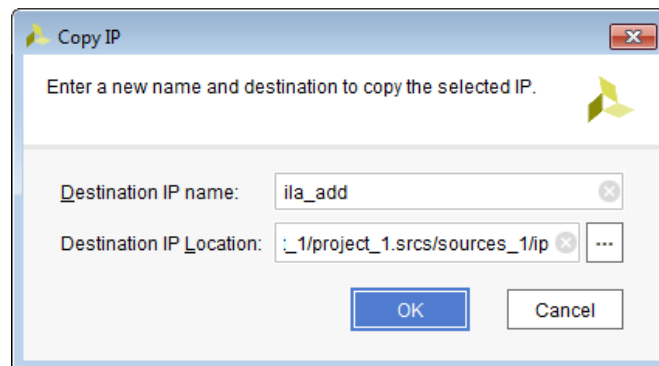 Copy IP
Enter a new name and destination to copy the selected IP.
Destination IP name: ila_add
Destination IP Location: :_1/project_1.srcs/sources_1/ip ...
OK Cancel